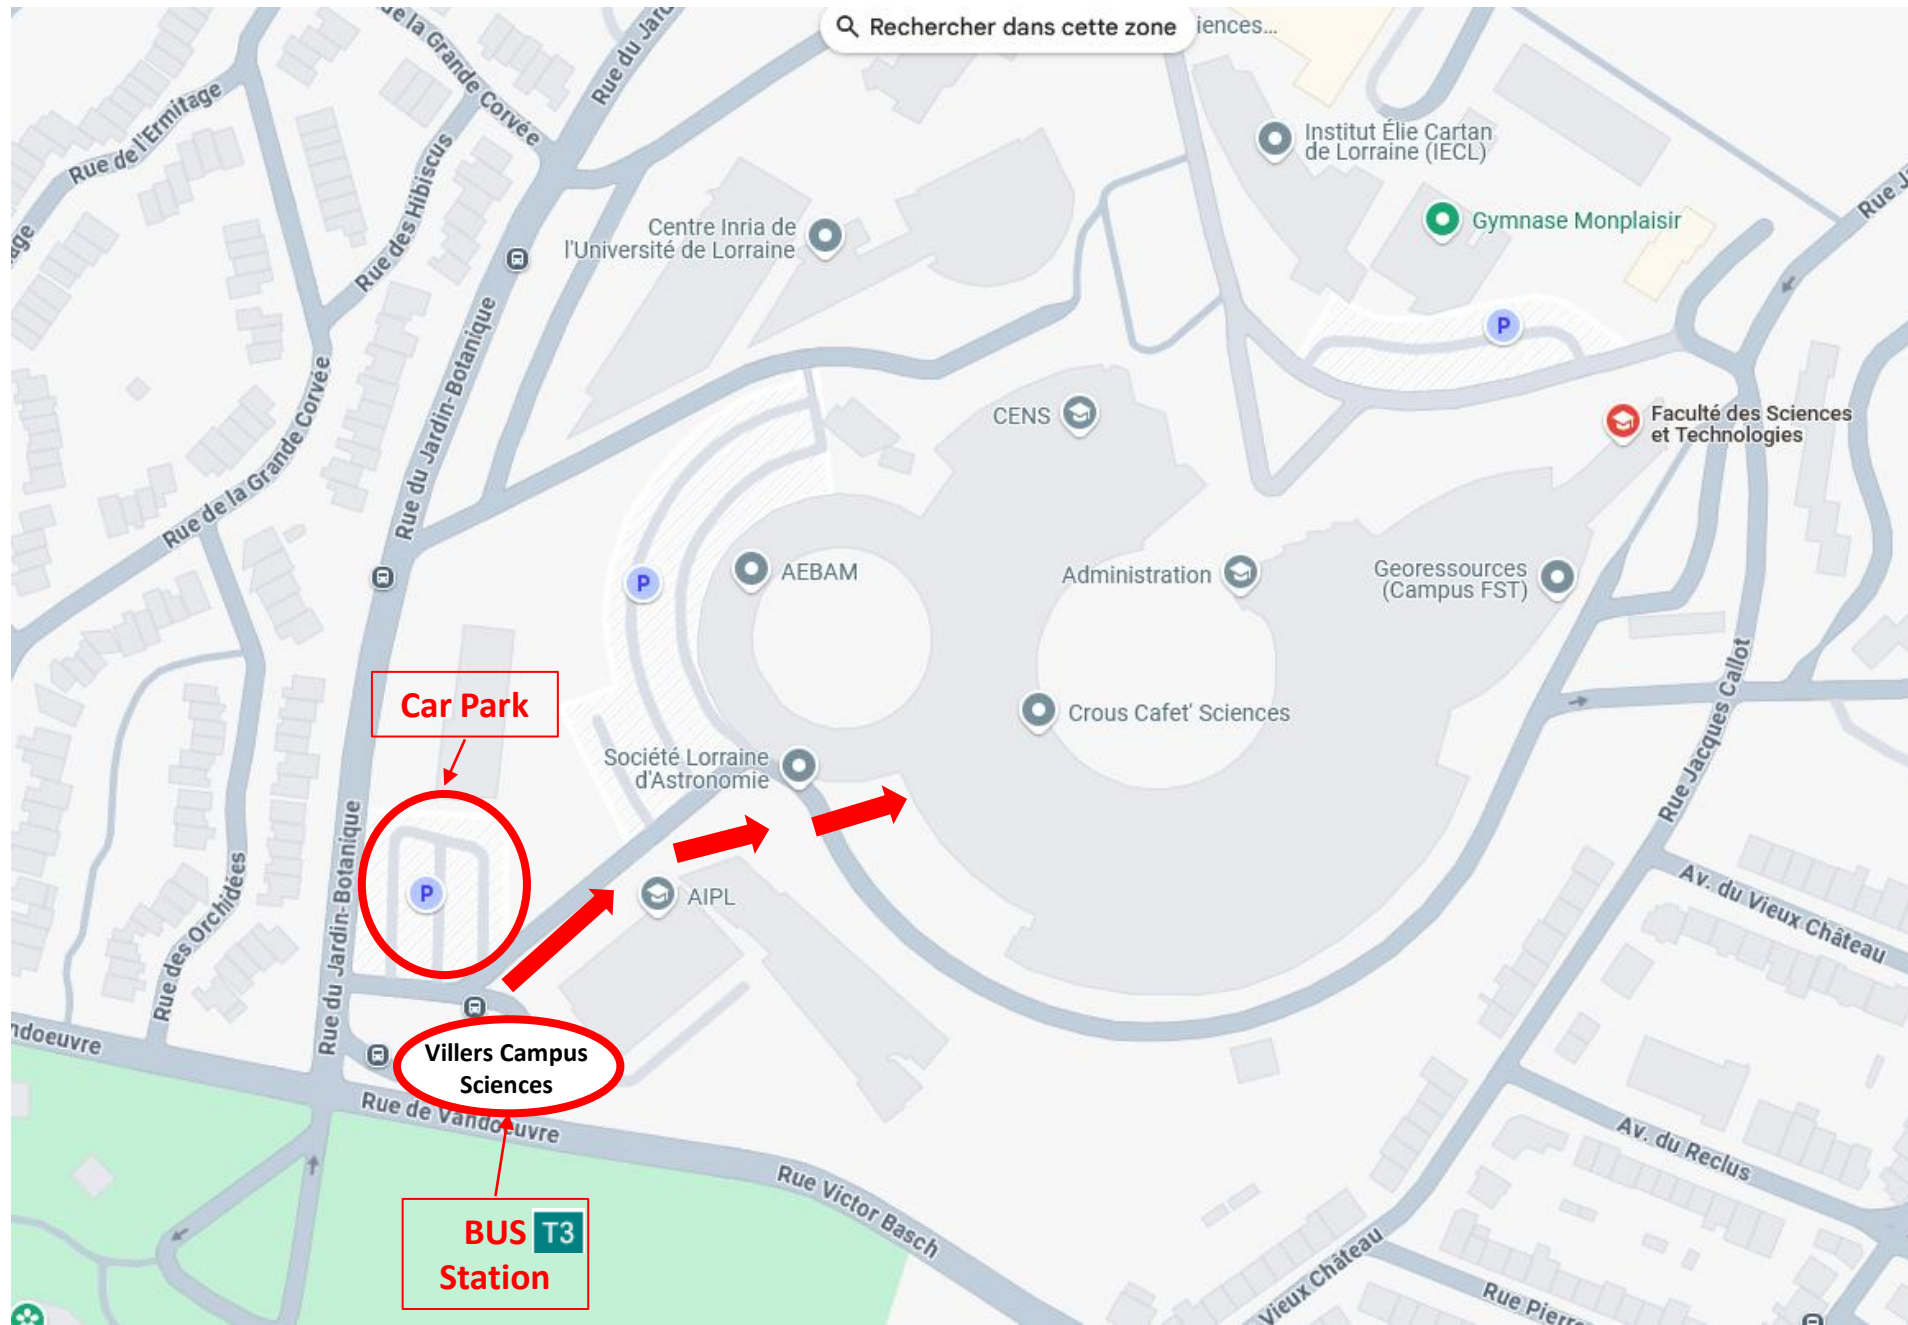 Rechercher dans cette zone
iences...
de la Grande Corvée
Rue du Jard
Rue de l'Ermitage
Rue des Hibiscus
Institut Élie Cartan
de Lorraine (IECL)
Gymnase Monplaisir
Centre Inria de
l'Université de Lorraine
Rue du Jardin-Botanique
P
CENS
Faculté des Sciences
et Technologies
Rue de la Grande Corvée
P
AEBAM
Administration
Georessources
(Campus FST)
Car Park
Crous Cafet' Sciences
Société Lorraine
d'Astronomie
Rue Jacques Callot
Rue du Jardin-Botanique
P
AIPL
Rue des Orchidées
Av. du Vieux Château
ndoeuvre
Villers Campus
Sciences
Rue de Vandoeuvre
Av. du Reclus
Rue Victor Basch
BUS T3
Station
Vieux Château
Rue Pierre